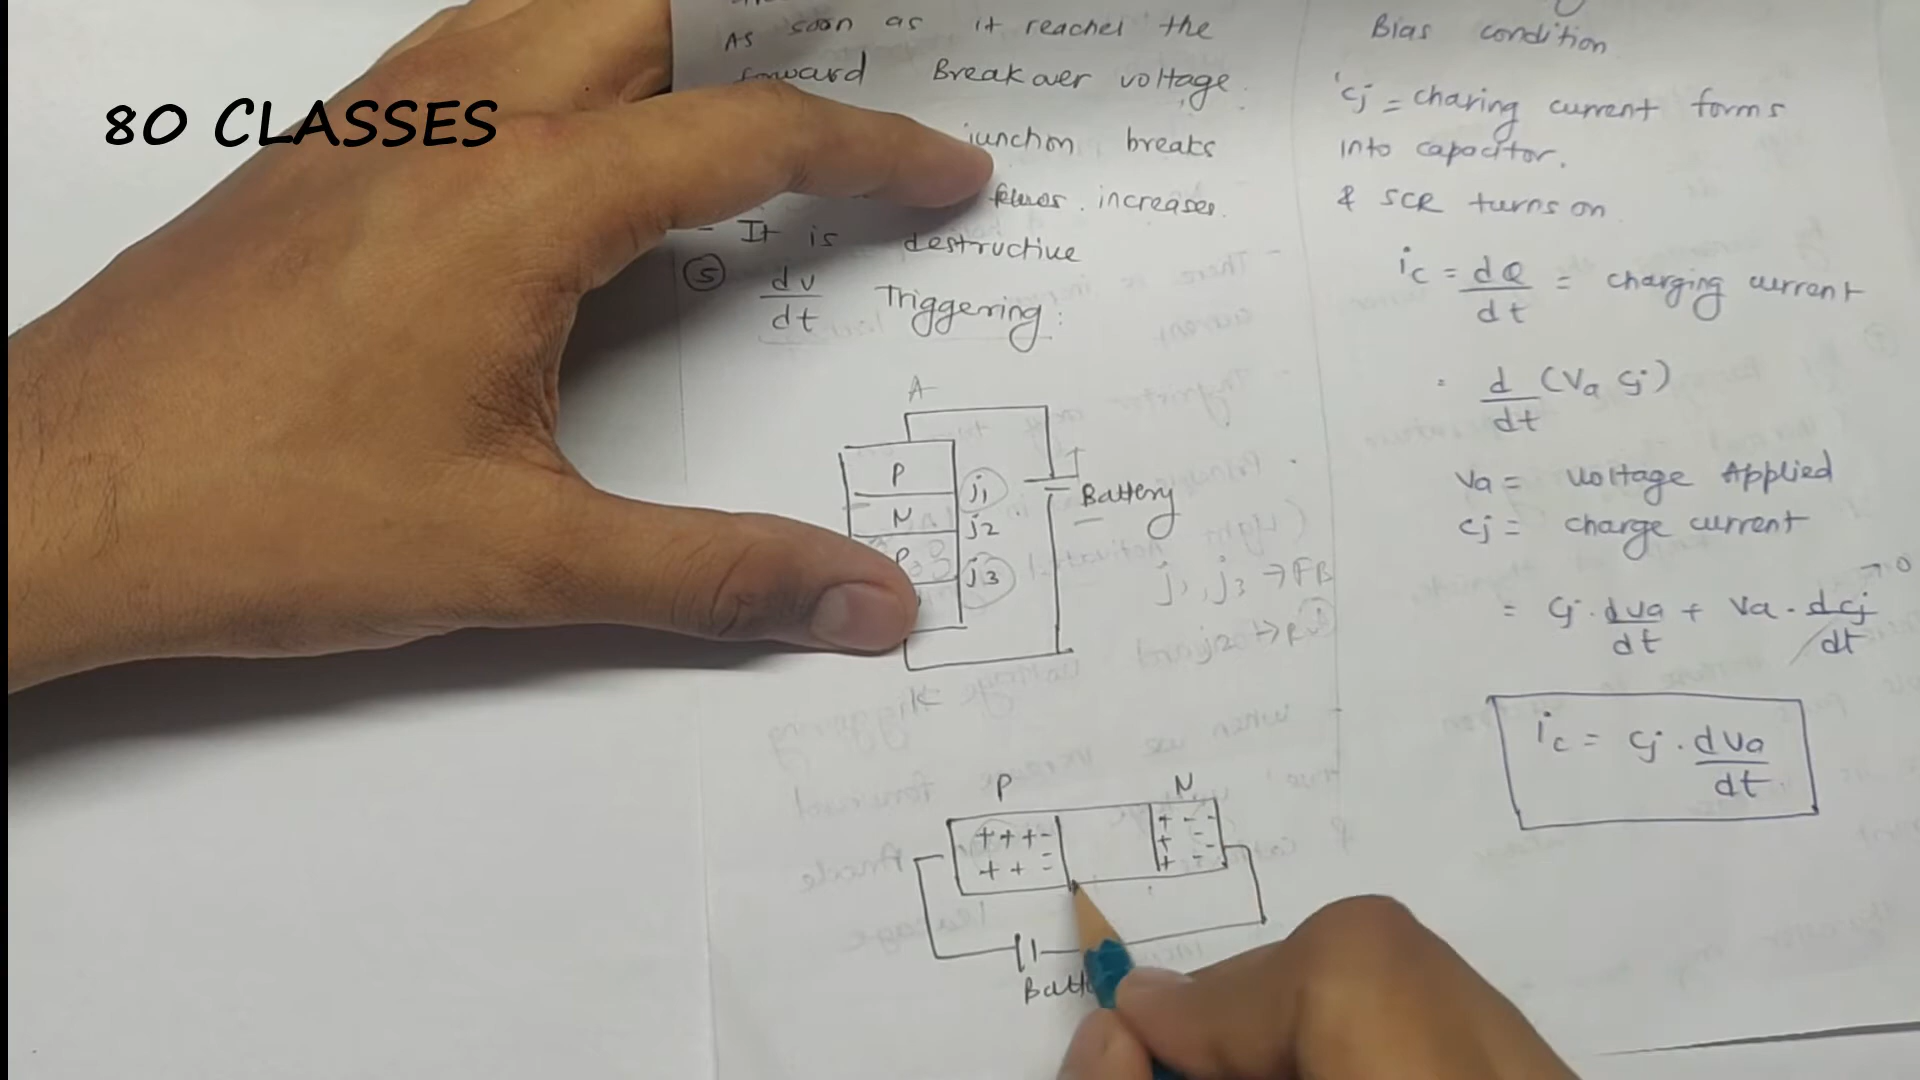 80 CLASSES
As soon as it reaches the
forward Breakover voltage
junction breaks
increases.
- It is destructive
⑤ dv/dt Triggering:
A
P
j1
N
j2
P
j3
Battery
j1, j3 → FB
j2 →
K
P
N
+ + + -
+ + =
+ - -
+ -
+ - -
Batt
Bias condition
Cj = charing current forms
into capacitor.
& SCR turns on
ic = dQ/dt = charging current
= d/dt (Va Cj)
Va = voltage Applied
Cj = charge current
= Cj · dVa/dt + Va · dCj/dt → 0
ic = Cj · dVa/dt